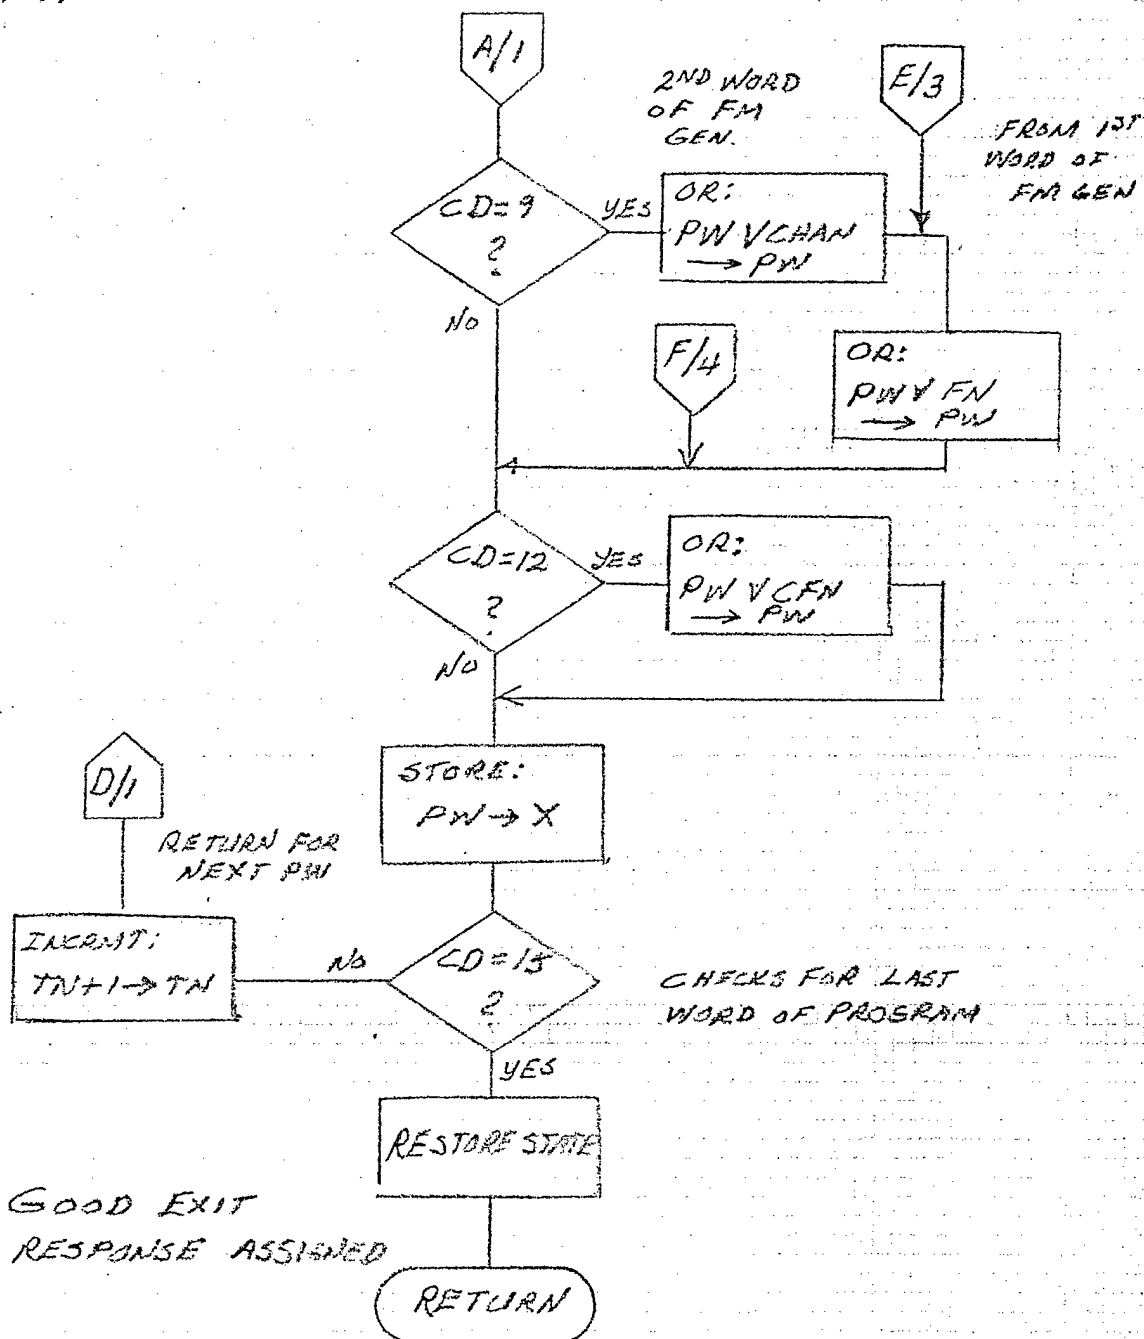 A/1
2ND WORD
OF FM
GEN.
E/3
FROM 1ST
WORD OF
FM GEN
CD=9
?
YES
OR:
PW ∨ CHAN
→ PW
NO
F/4
OR:
PW ∨ FN
→ PW
CD=12
?
YES
OR:
PW ∨ CFN
→ PW
NO
STORE:
PW → X
D/1
RETURN FOR
NEXT PW
INCRMT:
TN+1 → TN
NO
CD=15
?
CHECKS FOR LAST
WORD OF PROGRAM
YES
RESTORE STATE
GOOD EXIT
RESPONSE ASSIGNED
RETURN